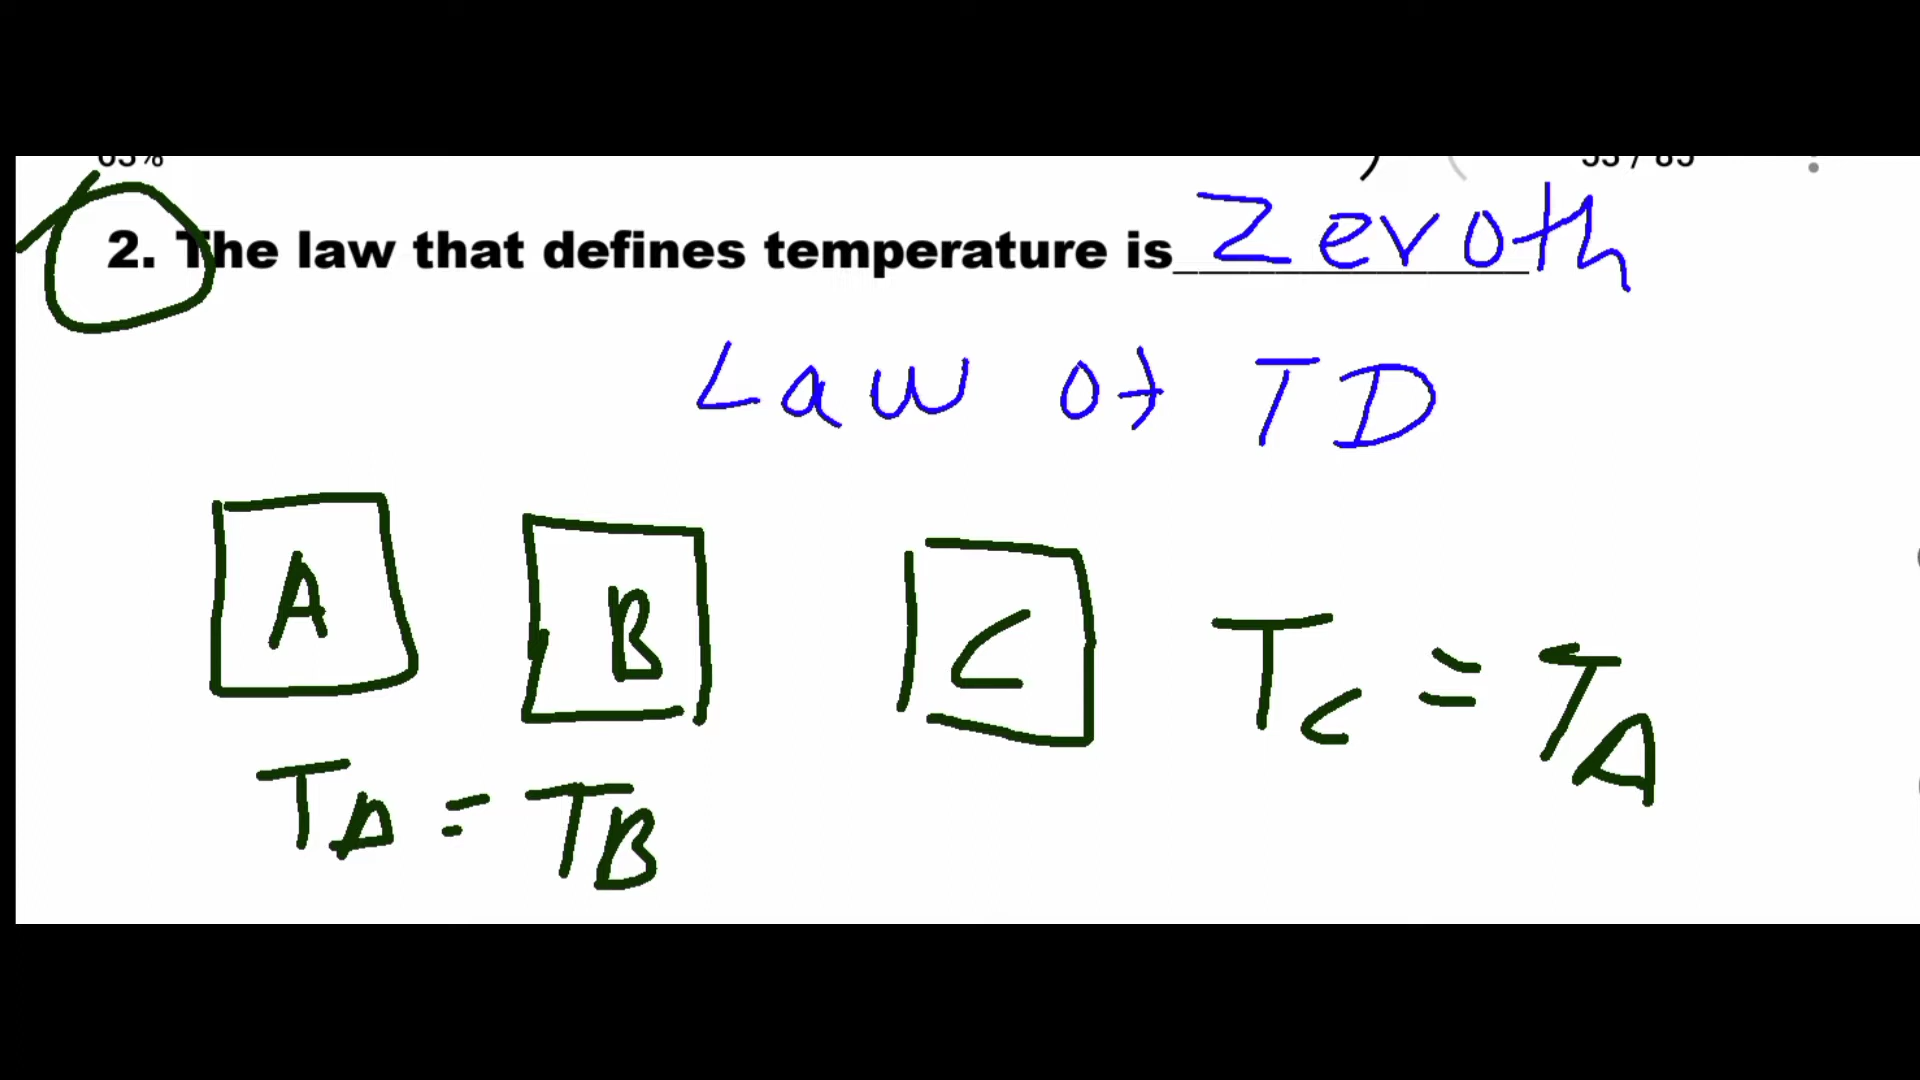 2. The law that defines temperature is Zeroth
Law of TD
A B C
TC = TA
TA = TB